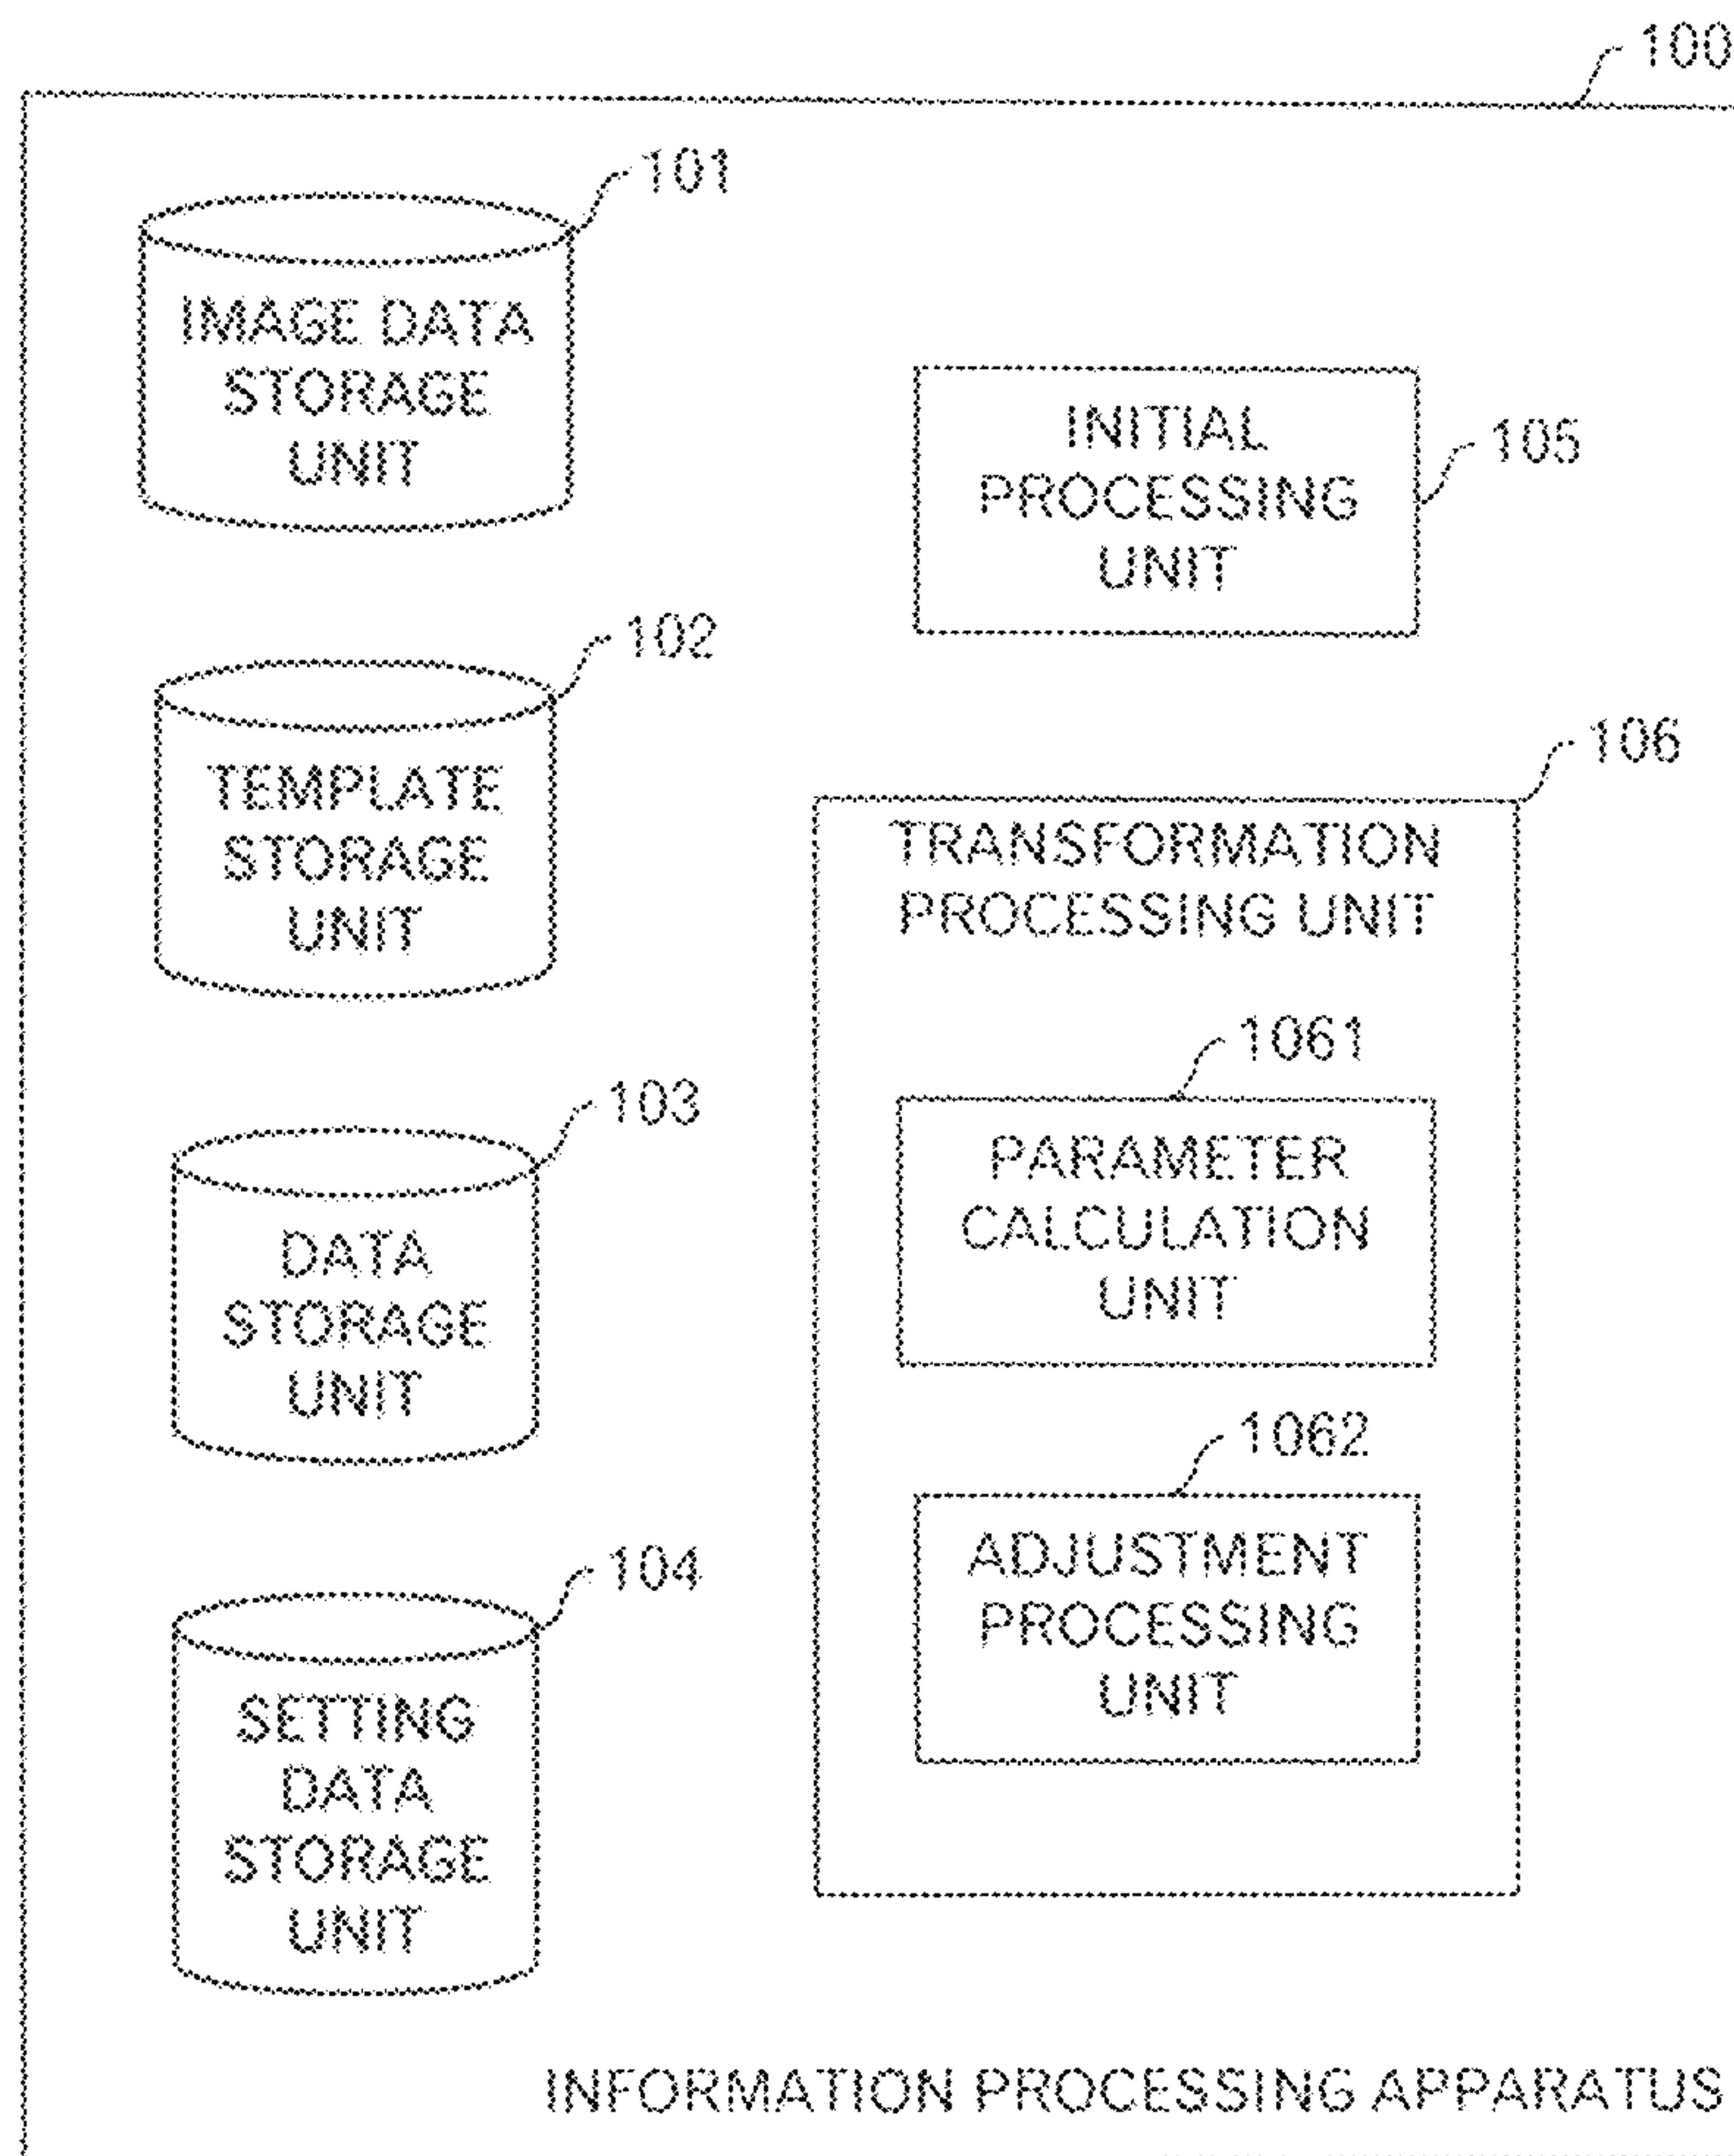 100
101
IMAGE DATA
STORAGE
UNIT
INITIAL
PROCESSING
UNIT
105
102
TEMPLATE
STORAGE
UNIT
106
TRANSFORMATION
PROCESSING UNIT
1061
PARAMETER
CALCULATION
UNIT
103
DATA
STORAGE
UNIT
1062
ADJUSTMENT
PROCESSING
UNIT
104
SETTING
DATA
STORAGE
UNIT
INFORMATION PROCESSING APPARATUS